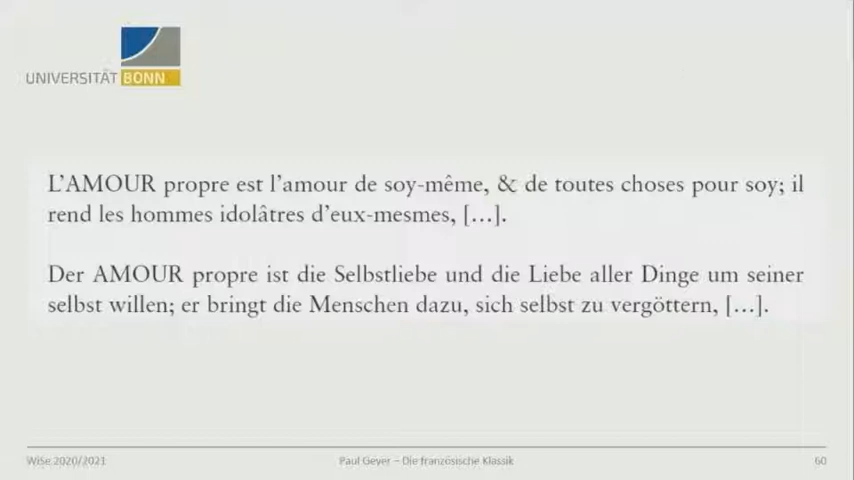 UNIVERSITÄT BONN
L'AMOUR propre est l'amour de soy-même, & de toutes choses pour soy; il
rend les hommes idolâtres d'eux-mesmes, […].
Der AMOUR propre ist die Selbstliebe und die Liebe aller Dinge um seiner
selbst willen; er bringt die Menschen dazu, sich selbst zu vergöttern, […].
WiSe 2020/2021
Paul Geyer – Die französische Klassik
60